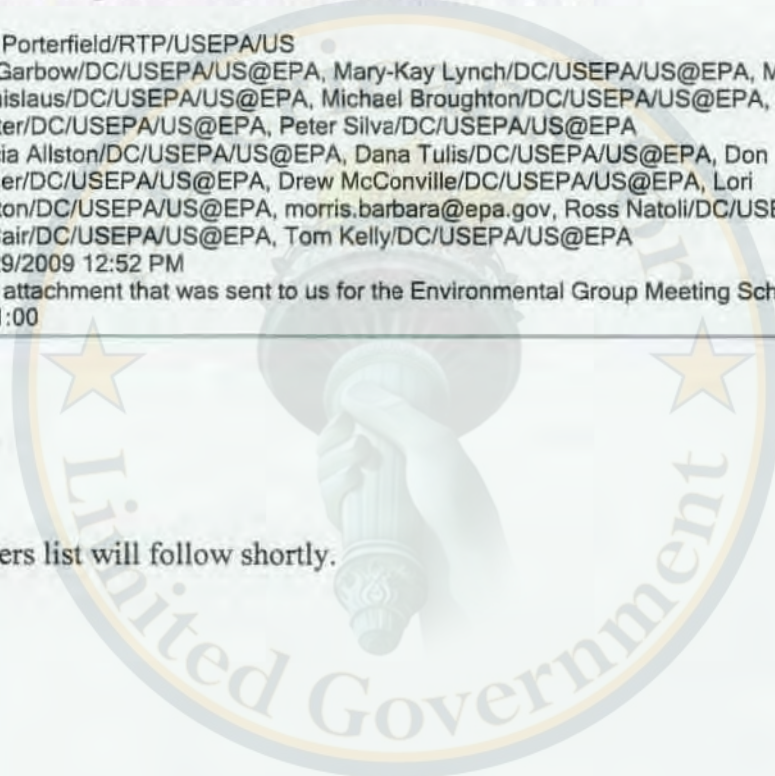 Porterfield/RTP/USEPA/US
Garbow/DC/USEPA/US@EPA, Mary-Kay Lynch/DC/USEPA/US@EPA, M
nislaus/DC/USEPA/US@EPA, Michael Broughton/DC/USEPA/US@EPA,
ter/DC/USEPA/US@EPA, Peter Silva/DC/USEPA/US@EPA
cia Allston/DC/USEPA/US@EPA, Dana Tulis/DC/USEPA/US@EPA, Don
er/DC/USEPA/US@EPA, Drew McConville/DC/USEPA/US@EPA, Lori
ton/DC/USEPA/US@EPA, morris.barbara@epa.gov, Ross Natoli/DC/USE
Cair/DC/USEPA/US@EPA, Tom Kelly/DC/USEPA/US@EPA
9/2009 12:52 PM
attachment that was sent to us for the Environmental Group Meeting Sch
1:00
ers list will follow shortly.
or
Limited Government